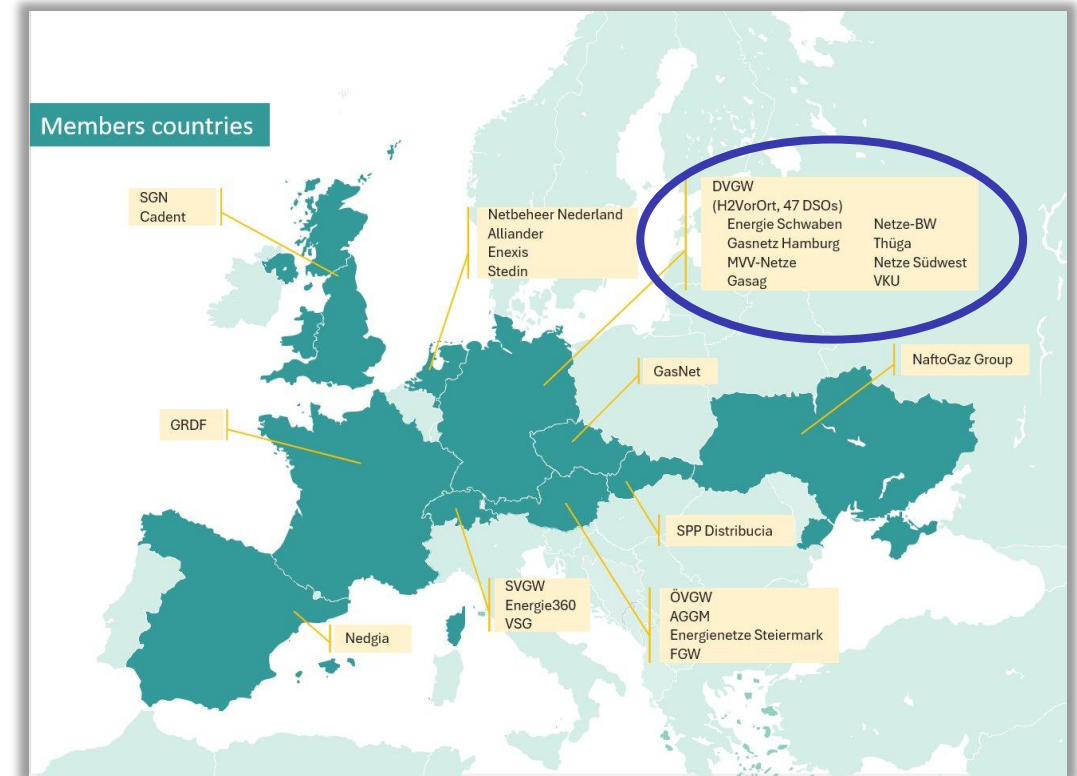 Members countries
SGN
Cadent
Netbeheer Nederland
Alliander
Enexis
Stedin
DVGW
(H2VorOrt, 47 DSOs)
Energie Schwaben Netze-BW
Gasnetz Hamburg Thüga
MVV-Netze Netze Südwest
Gasag VKU
GasNet
NaftoGaz Group
GRDF
SPP Distribucia
SVGW
Energie360
VSG
ÖVGW
AGGM
Energienetze Steiermark
FGW
Nedgia